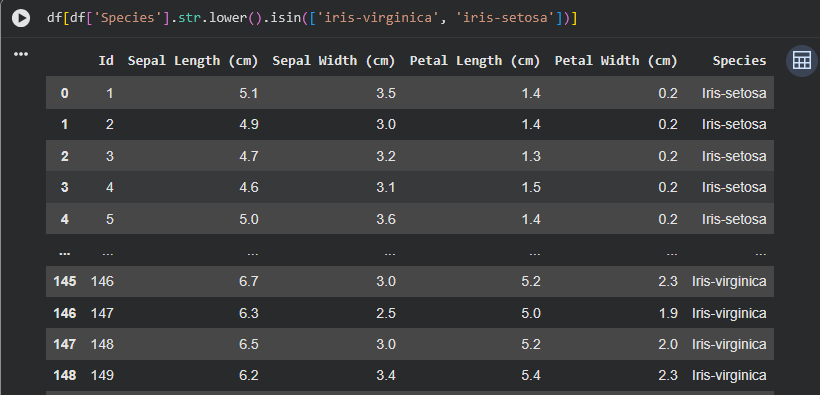 df[df['Species'].str.lower().isin(['iris-virginica', 'iris-setosa'])]
...
Id Sepal Length (cm) Sepal Width (cm) Petal Length (cm) Petal Width (cm) Species
0 1 5.1 3.5 1.4 0.2 Iris-setosa
1 2 4.9 3.0 1.4 0.2 Iris-setosa
2 3 4.7 3.2 1.3 0.2 Iris-setosa
3 4 4.6 3.1 1.5 0.2 Iris-setosa
4 5 5.0 3.6 1.4 0.2 Iris-setosa
... ... ... ... ... ... ...
145 146 6.7 3.0 5.2 2.3 Iris-virginica
146 147 6.3 2.5 5.0 1.9 Iris-virginica
147 148 6.5 3.0 5.2 2.0 Iris-virginica
148 149 6.2 3.4 5.4 2.3 Iris-virginica